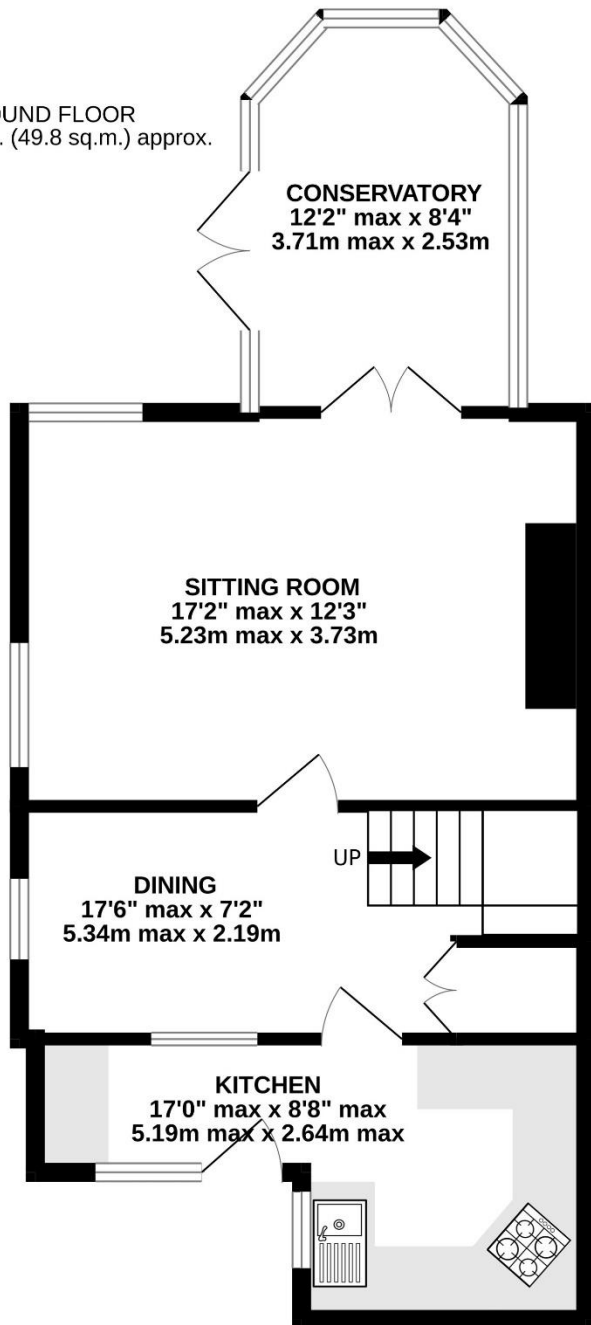 OUND FLOOR
. (49.8 sq.m.) approx.
CONSERVATORY
12'2" max x 8'4"
3.71m max x 2.53m
SITTING ROOM
17'2" max x 12'3"
5.23m max x 3.73m
UP
DINING
17'6" max x 7'2"
5.34m max x 2.19m
KITCHEN
17'0" max x 8'8" max
5.19m max x 2.64m max